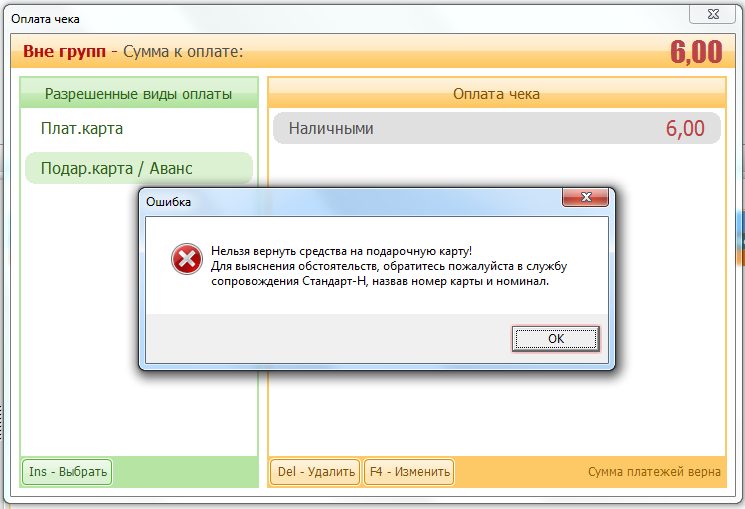 Оплата чека
Вне групп - Сумма к оплате: 6,00
Разрешенные виды оплаты
Оплата чека
Плат.карта
Наличными 6,00
Подар.карта / Аванс
Ошибка
Нельзя вернуть средства на подарочную карту!
Для выяснения обстоятельств, обратитесь пожалуйста в службу
сопровождения Стандарт-Н, назвав номер карты и номинал.
OK
Ins - Выбрать
Del - Удалить
F4 - Изменить
Сумма платежей верна